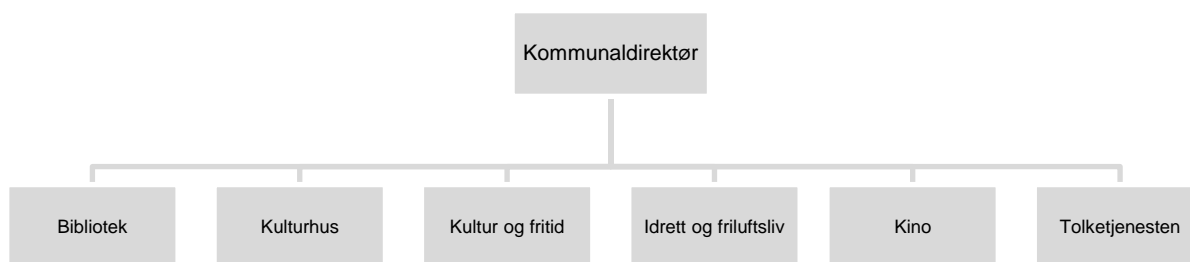 Kommunaldirektør
Bibliotek
Kulturhus
Kultur og fritid
Idrett og friluftsliv
Kino
Tolketjenesten